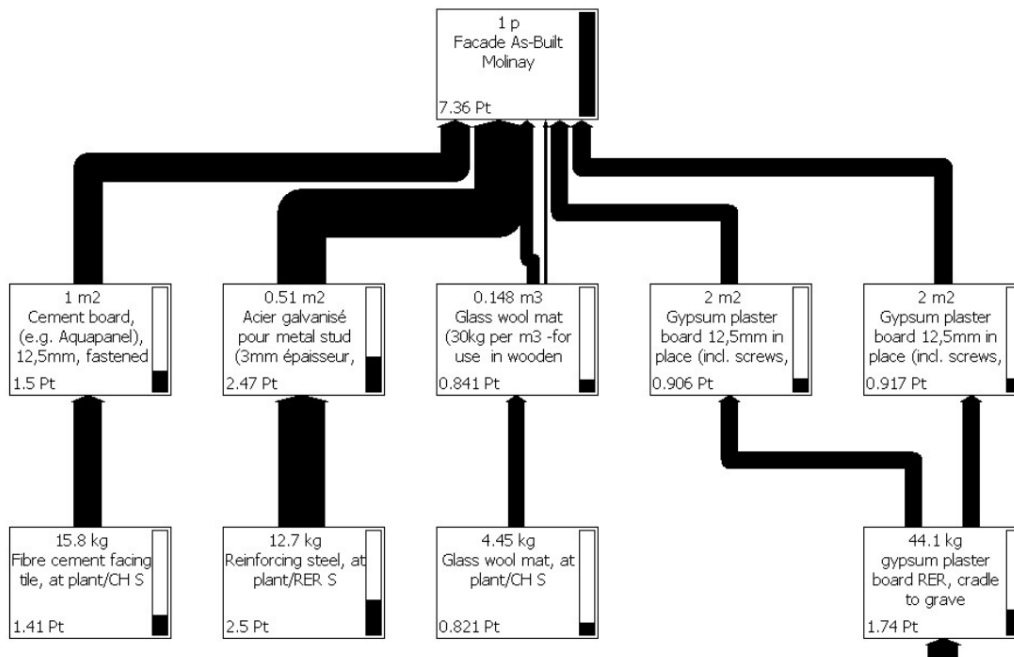 1 p
Facade As-Built
Molinay
7.36 Pt
1 m2
Cement board,
(e.g. Aquapanel),
12,5mm, fastened
1.5 Pt
0.51 m2
Acier galvanisé
pour metal stud
(3mm épaisseur,
2.47 Pt
0.148 m3
Glass wool mat
(30kg per m3 -for
use in wooden
0.841 Pt
2 m2
Gypsum plaster
board 12,5mm in
place (incl. screws,
0.906 Pt
2 m2
Gypsum plaster
board 12,5mm in
place (incl. screws,
0.917 Pt
15.8 kg
Fibre cement facing
tile, at plant/CH S
1.41 Pt
12.7 kg
Reinforcing steel, at
plant/RER S
2.5 Pt
4.45 kg
Glass wool mat, at
plant/CH S
0.821 Pt
44.1 kg
gypsum plaster
board RER, cradle
to grave
1.74 Pt